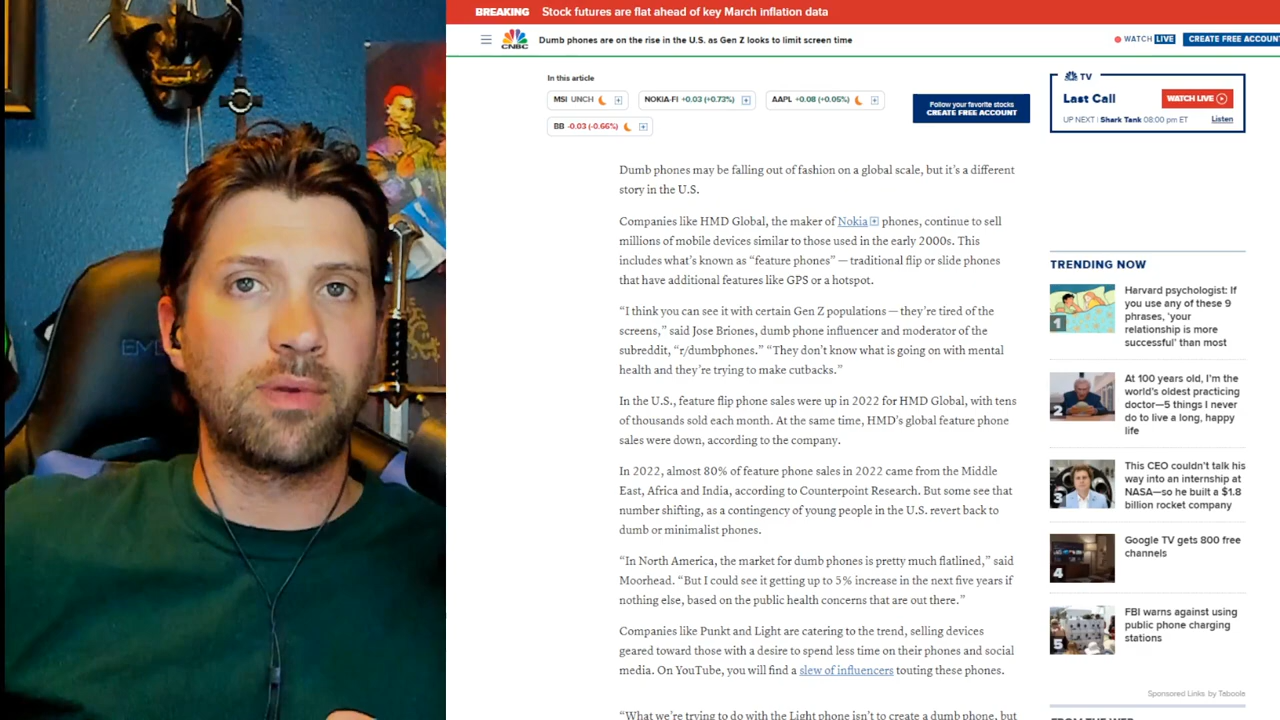 BREAKING Stock futures are flat ahead of key March inflation data
CNBC
Dumb phones are on the rise in the U.S. as Gen Z looks to limit screen time
WATCH LIVE
CREATE FREE ACCOUNT
In this article
MSI UNCH
NOKIA-FI +0.03 (+0.73%)
AAPL +0.08 (+0.05%)
BB -0.03 (-0.66%)
Follow your favorite stocks
CREATE FREE ACCOUNT
TV
Last Call
WATCH LIVE
UP NEXT | Shark Tank 08:00 pm ET
Listen
Dumb phones may be falling out of fashion on a global scale, but it’s a different
story in the U.S.
Companies like HMD Global, the maker of Nokia phones, continue to sell
millions of mobile devices similar to those used in the early 2000s. This
includes what’s known as “feature phones” — traditional flip or slide phones
that have additional features like GPS or a hotspot.
“I think you can see it with certain Gen Z populations — they’re tired of the
screens,” said Jose Briones, dumb phone influencer and moderator of the
subreddit, “r/dumbphones.” “They don’t know what is going on with mental
health and they’re trying to make cutbacks.”
In the U.S., feature flip phone sales were up in 2022 for HMD Global, with tens
of thousands sold each month. At the same time, HMD’s global feature phone
sales were down, according to the company.
In 2022, almost 80% of feature phone sales in 2022 came from the Middle
East, Africa and India, according to Counterpoint Research. But some see that
number shifting, as a contingency of young people in the U.S. revert back to
dumb or minimalist phones.
“In North America, the market for dumb phones is pretty much flatlined,” said
Moorhead. “But I could see it getting up to 5% increase in the next five years if
nothing else, based on the public health concerns that are out there.”
Companies like Punkt and Light are catering to the trend, selling devices
geared toward those with a desire to spend less time on their phones and social
media. On YouTube, you will find a slew of influencers touting these phones.
“What we’re trying to do with the Light phone isn’t to create a dumb phone, but
TRENDING NOW
1
Harvard psychologist: If
you use any of these 9
phrases, ‘your
relationship is more
successful’ than most
2
At 100 years old, I’m the
world’s oldest practicing
doctor—5 things I never
do to live a long, happy
life
3
This CEO couldn’t talk his
way into an internship at
NASA—so he built a $1.8
billion rocket company
4
Google TV gets 800 free
channels
5
FBI warns against using
public phone charging
stations
Sponsored Links by Taboola
FROM THE WEB